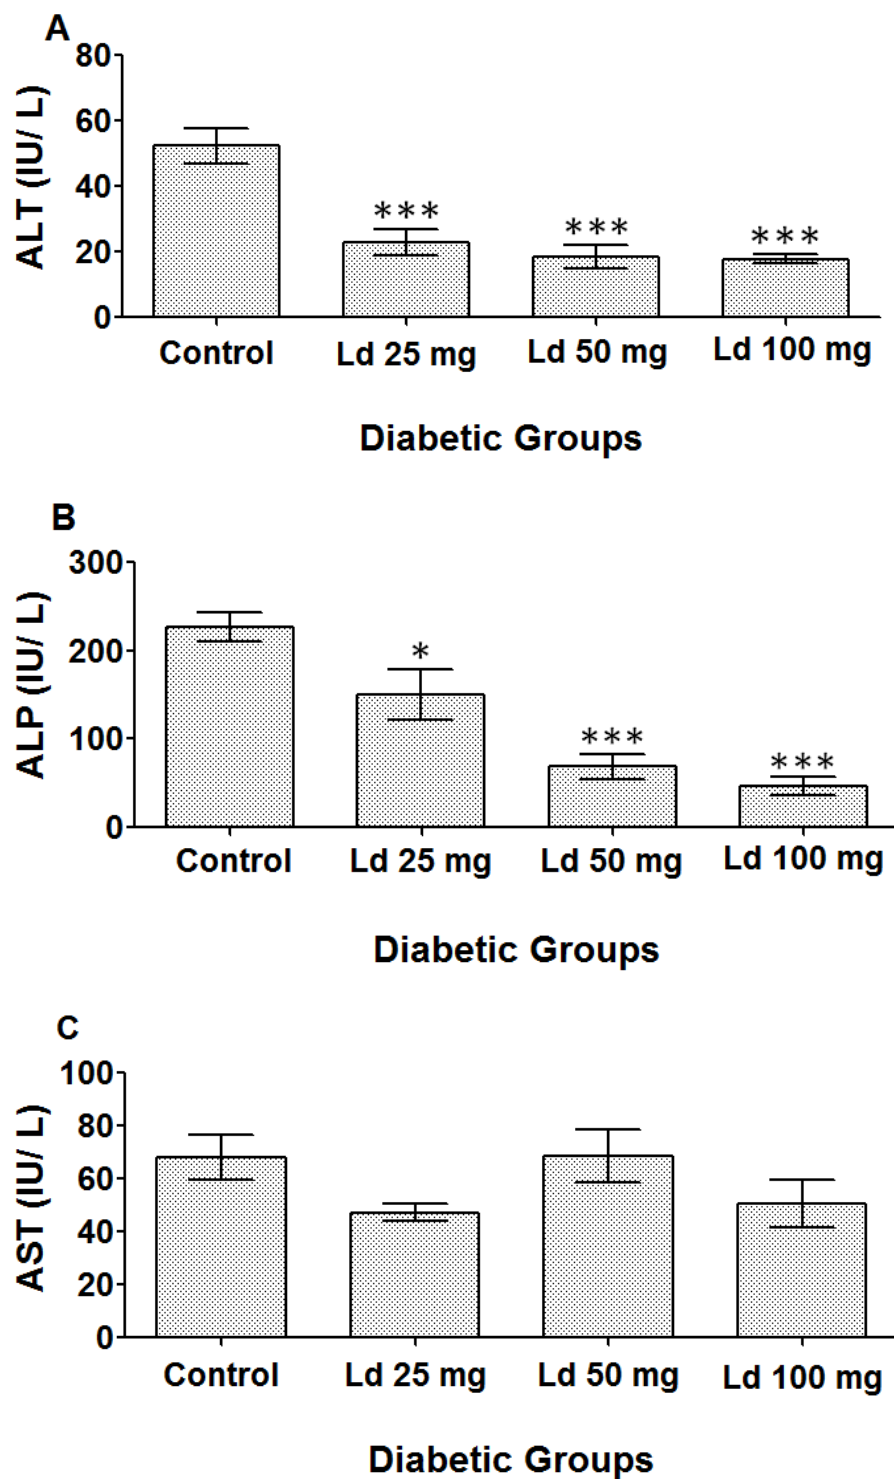 A
ALT (IU/ L)
80
60
40
20
0
***
***
***
Control
Ld 25 mg
Ld 50 mg
Ld 100 mg
Diabetic Groups
B
ALP (IU/ L)
300
200
100
0
*
***
***
Control
Ld 25 mg
Ld 50 mg
Ld 100 mg
Diabetic Groups
C
AST (IU/ L)
100
80
60
40
20
0
Control
Ld 25 mg
Ld 50 mg
Ld 100 mg
Diabetic Groups